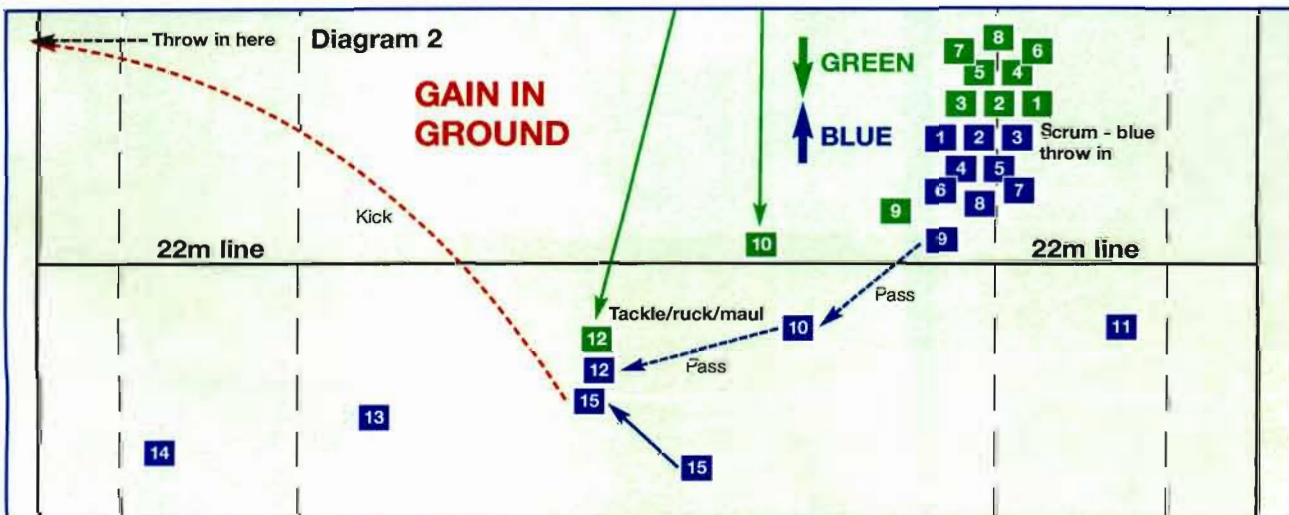 Throw in here
Diagram 2
GAIN IN
GROUND
GREEN
BLUE
8
7 6
5 4
3 2 1
1 2 3
Scrum - blue
throw in
4 5
6 7
8
9
9
Kick
10
22m line
22m line
Pass
Tackle/ruck/maul
10
11
12
12
Pass
15
13
14
15